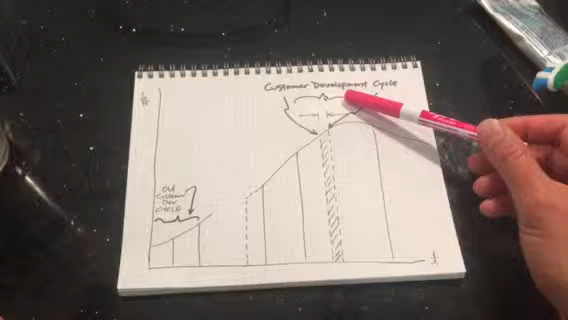 Customer Development Cycle
Old
Customer
Dev
CYCLE
t